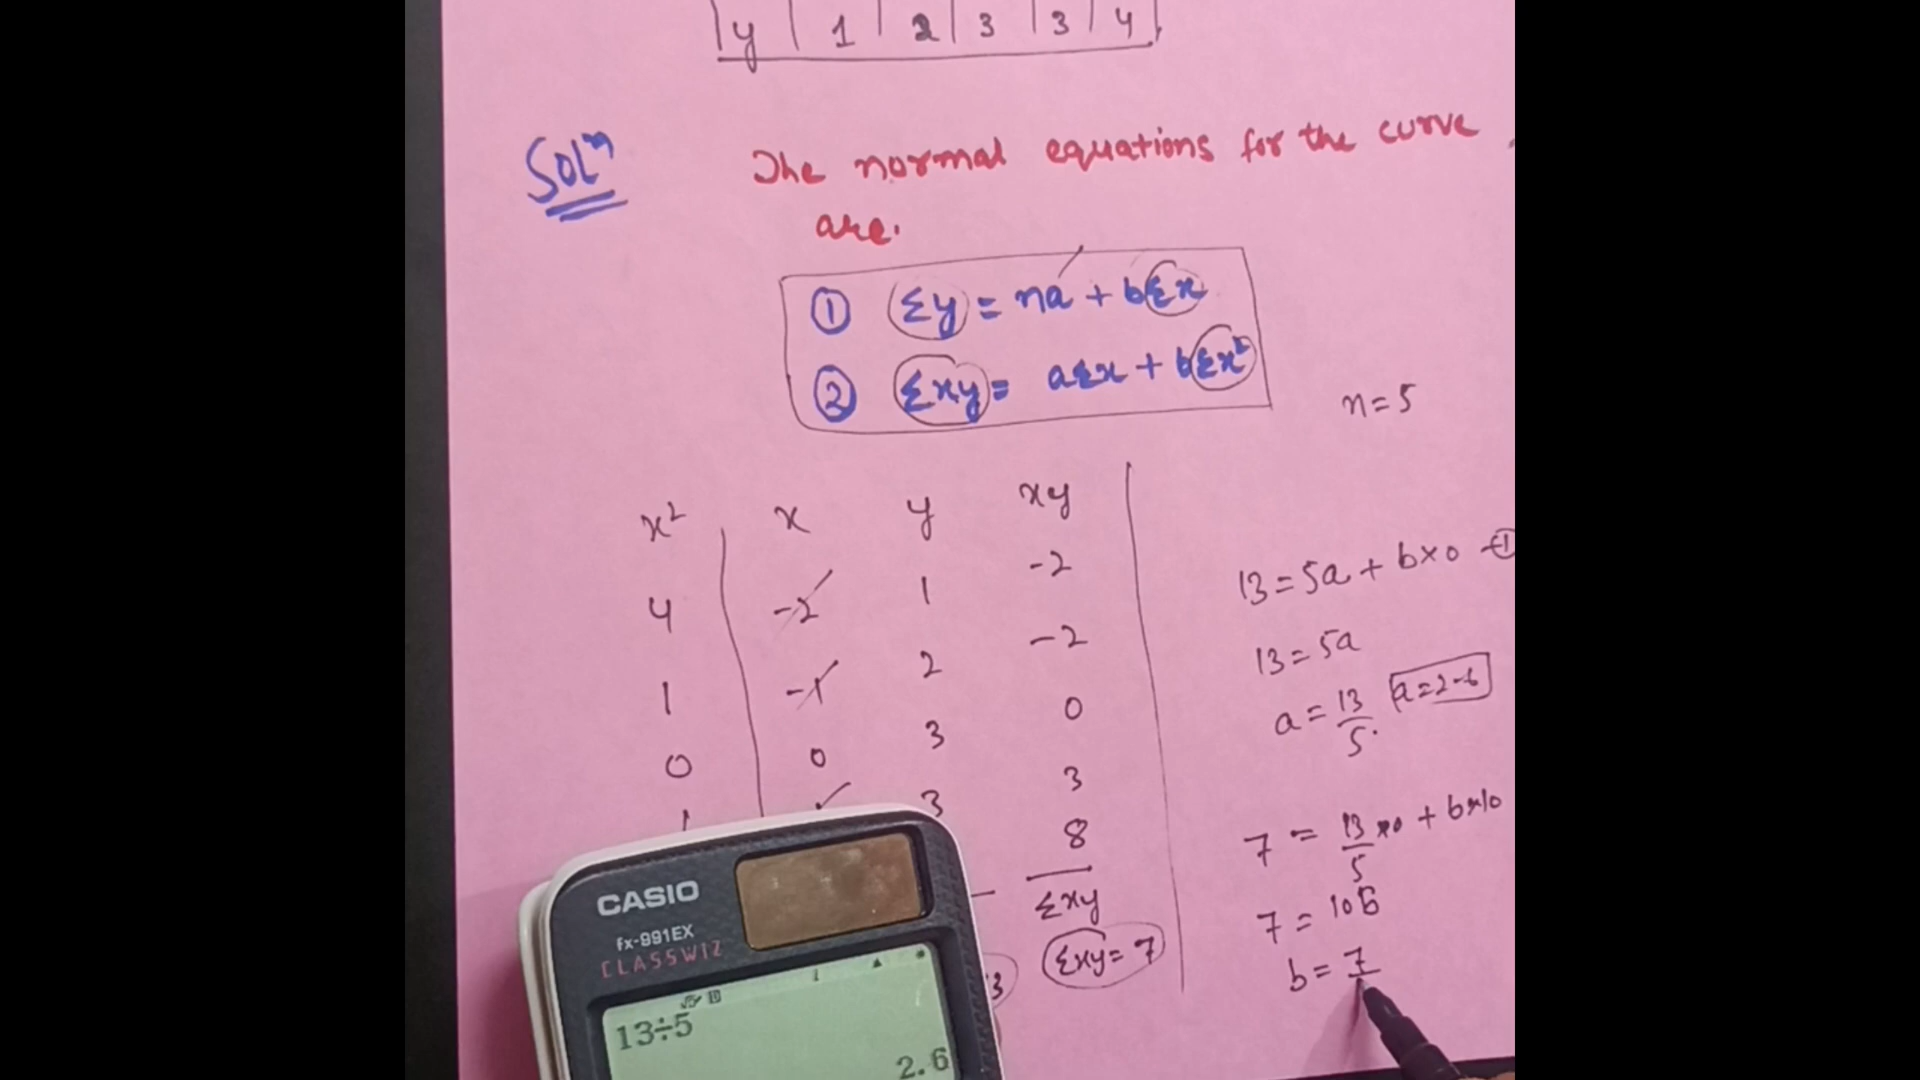 y 1 2 3 3 4
Solⁿ
The normal equations for the curve
are.
① Σy = na + bΣx
② Σxy = aΣx + bΣx²
n = 5
x² x y xy
4 -2 1 -2
1 -1 2 -2
0 0 3 0
1 3 3
8
Σxy
3 Σxy = 7
13 = 5a + b×0 -①
13 = 5a
a = 13/5. a = 2.6
7 = 13/5 ×0 + b×10
7 = 10b
b = 7
CASIO
fx-991EX
CLASSWIZ
13÷5
2.6